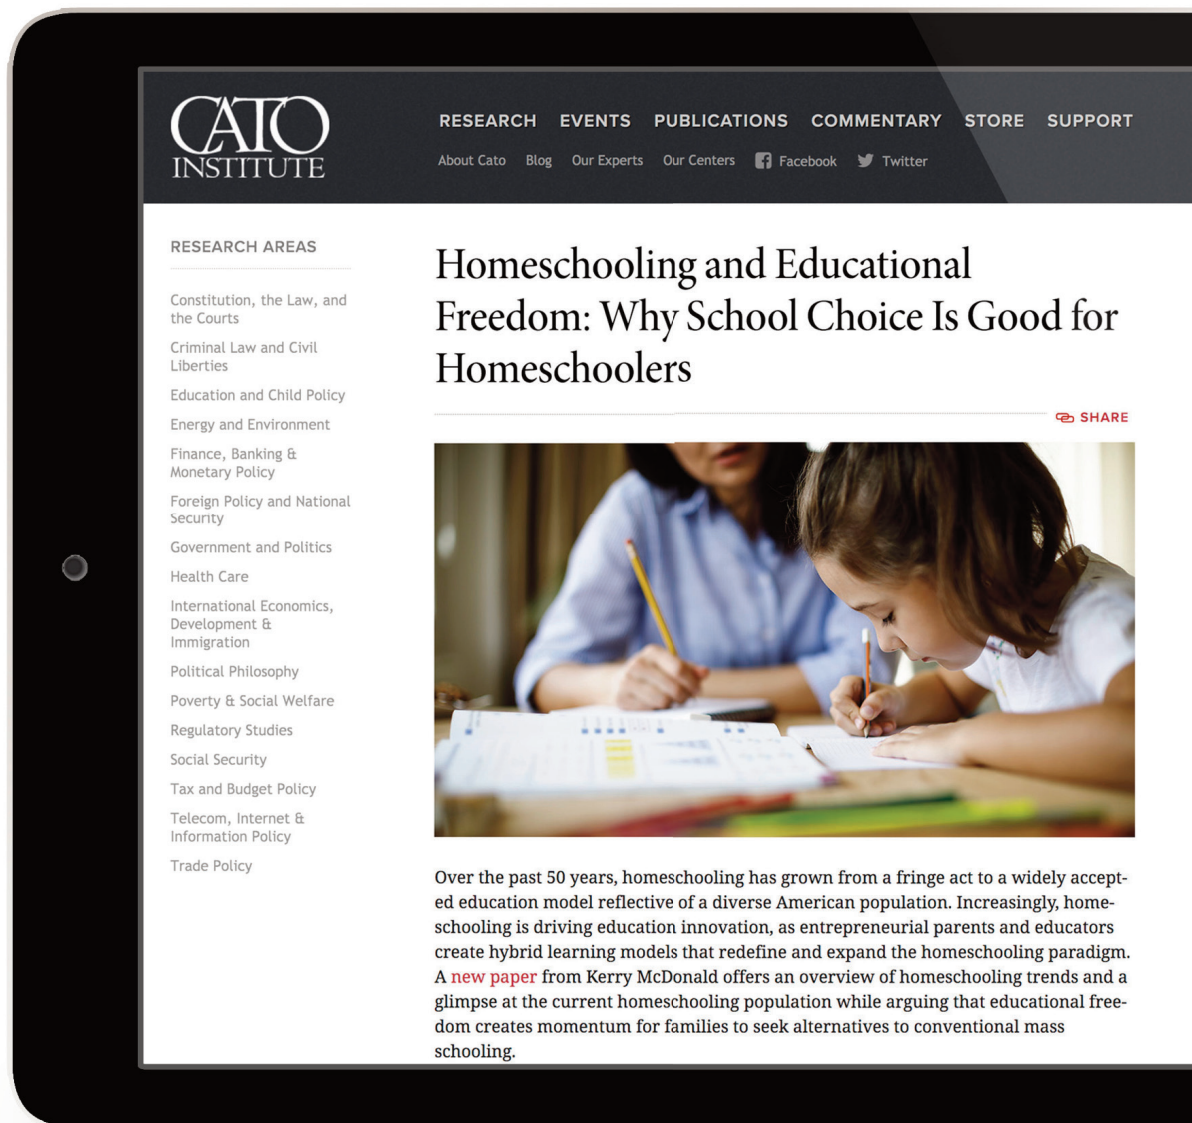 CATO
INSTITUTE
RESEARCH EVENTS PUBLICATIONS COMMENTARY STORE SUPPORT
About Cato Blog Our Experts Our Centers Facebook Twitter
RESEARCH AREAS
Constitution, the Law, and
the Courts
Criminal Law and Civil
Liberties
Education and Child Policy
Energy and Environment
Finance, Banking &
Monetary Policy
Foreign Policy and National
Security
Government and Politics
Health Care
International Economics,
Development &
Immigration
Political Philosophy
Poverty & Social Welfare
Regulatory Studies
Social Security
Tax and Budget Policy
Telecom, Internet &
Information Policy
Trade Policy
Homeschooling and Educational
Freedom: Why School Choice Is Good for
Homeschoolers
SHARE
Over the past 50 years, homeschooling has grown from a fringe act to a widely accept-
ed education model reflective of a diverse American population. Increasingly, home-
schooling is driving education innovation, as entrepreneurial parents and educators
create hybrid learning models that redefine and expand the homeschooling paradigm.
A new paper from Kerry McDonald offers an overview of homeschooling trends and a
glimpse at the current homeschooling population while arguing that educational free-
dom creates momentum for families to seek alternatives to conventional mass
schooling.